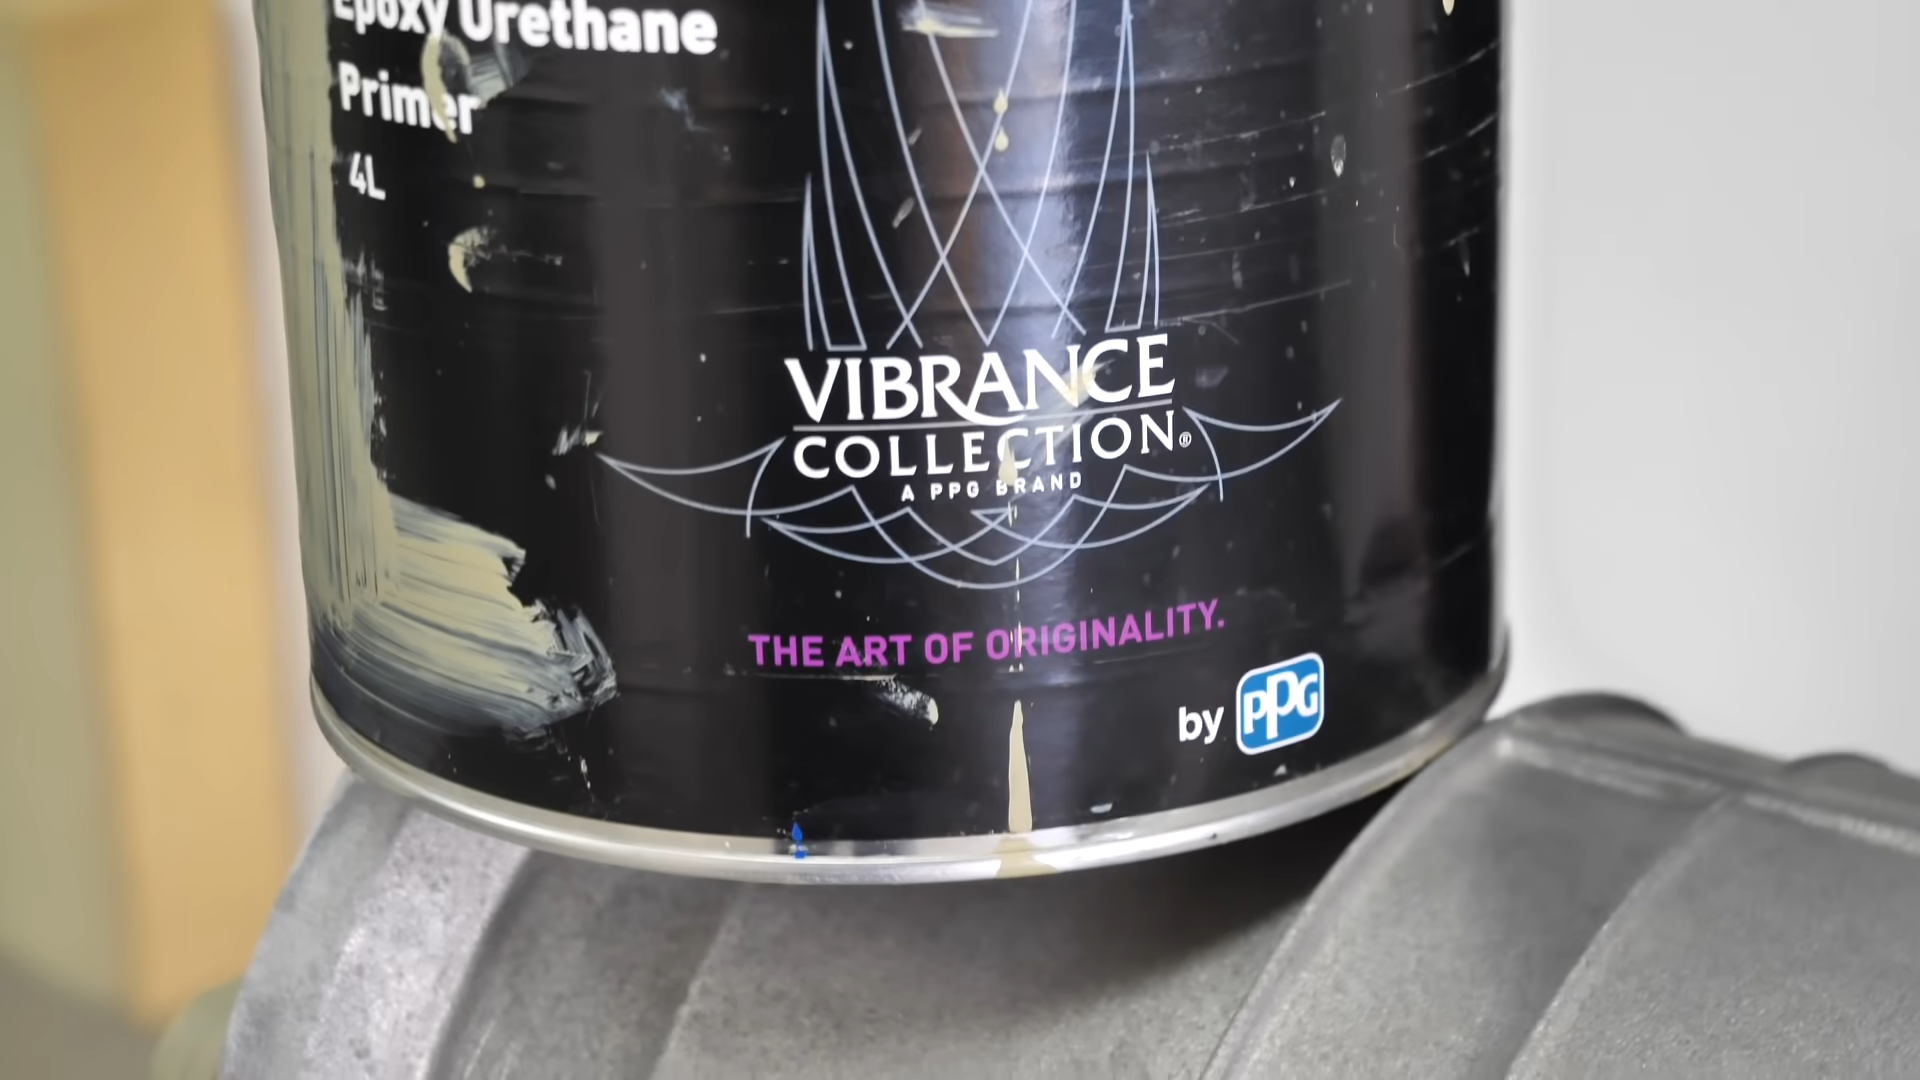 Epoxy Urethane
Primer
4L
VIBRANCE
COLLECTION®
A PPG BRAND
THE ART OF ORIGINALITY.
by PPG